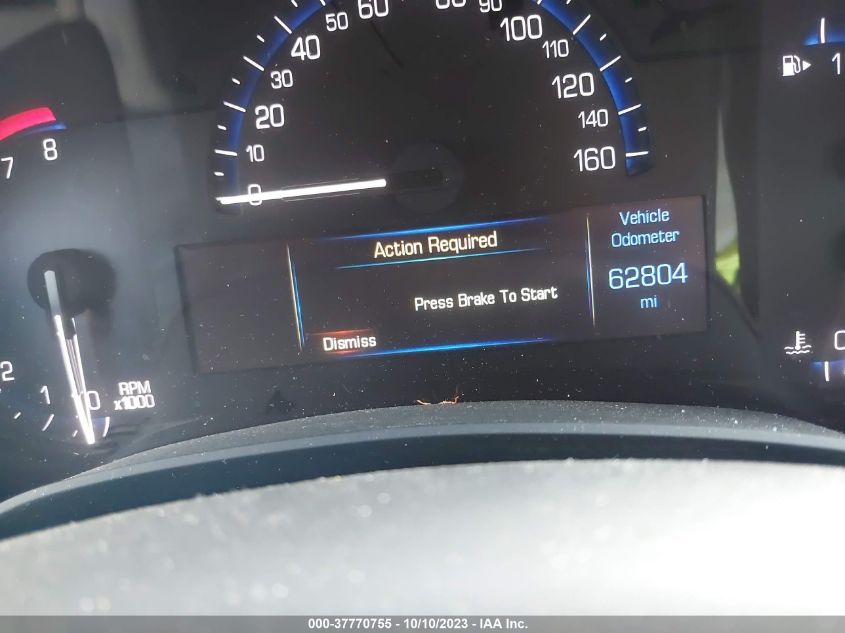 50 60 80 90
40 100
30 110
20 120
10 140
0 160
7 8
1
Action Required
Press Brake To Start
Dismiss
Vehicle
Odometer
62804
mi
2 1 0
RPM
x1000
000-37770755 - 10/10/2023 - IAA Inc.